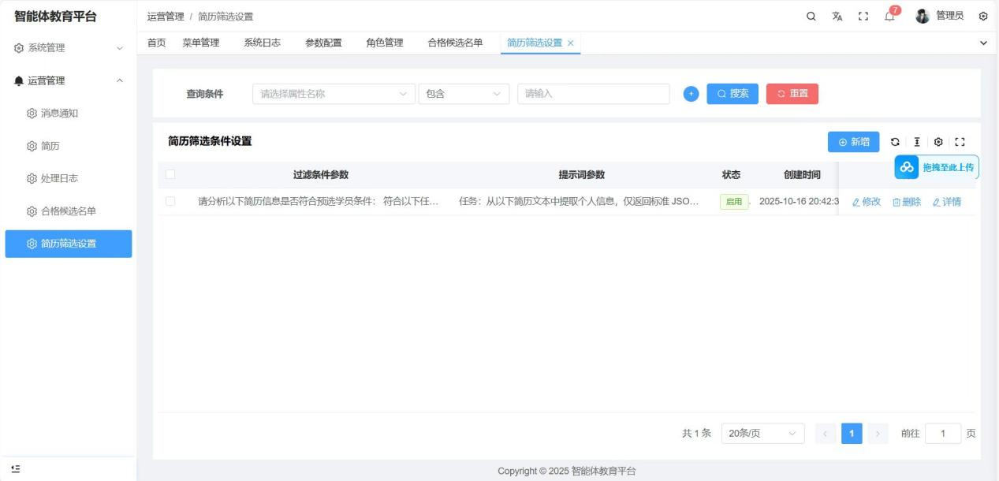 智能体教育平台
运营管理 / 简历筛选设置
7
管理员
首页 菜单管理 系统日志 参数配置 角色管理 合格候选名单 简历筛选设置
系统管理
运营管理
消息通知
简历
处理日志
合格候选名单
简历筛选设置
查询条件 请选择属性名称 包含 请输入 搜索 重置
简历筛选条件设置
新增
拖拽至此上传
过滤条件参数 提示词参数 状态 创建时间
请分析以下简历信息是否符合预选学员条件： 符合以下任... 任务：从以下简历文本中提取个人信息，仅返回标准 JSO... 启用 2025-10-16 20:42:3 修改 删除 详情
共 1 条 20条/页 1 前往 1 页
Copyright © 2025 智能体教育平台